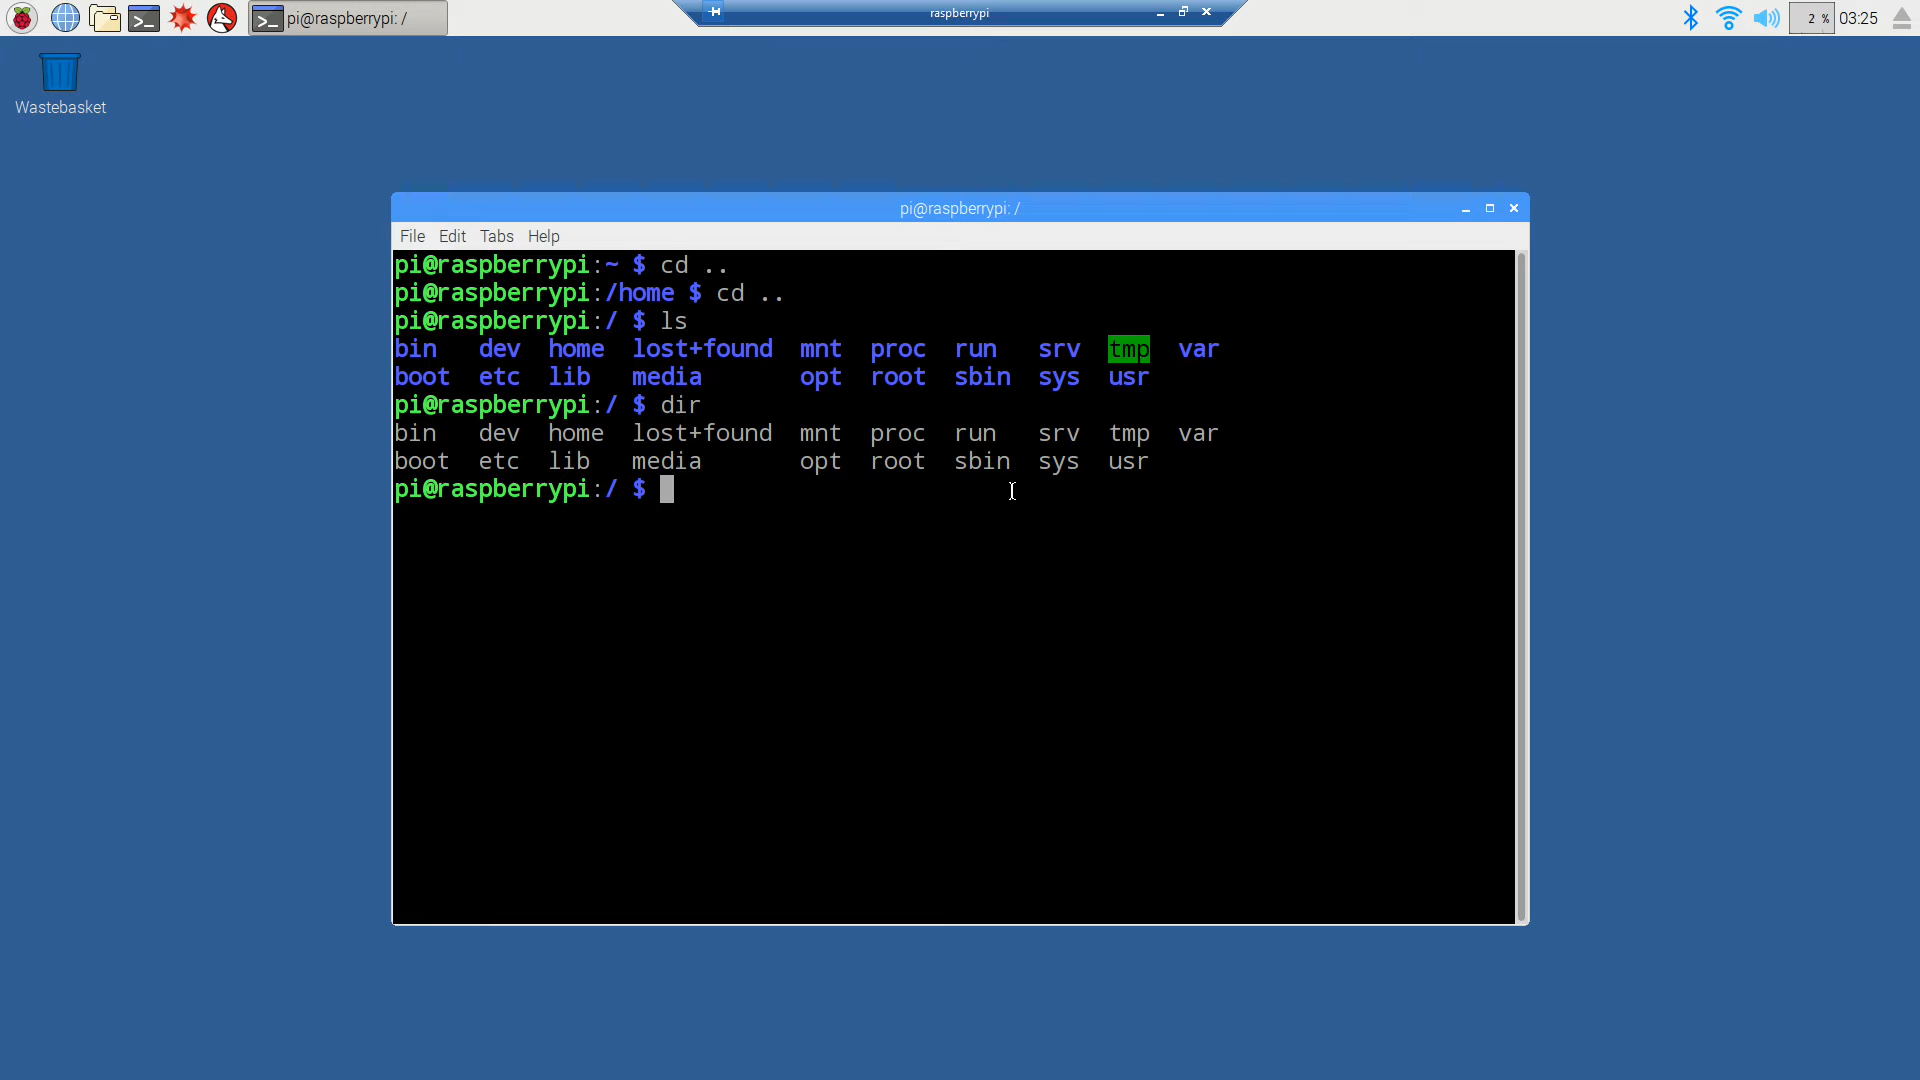 pi@raspberrypi: /
raspberrypi
2 %
03:25
Wastebasket
pi@raspberrypi: /
File Edit Tabs Help
pi@raspberrypi:~ $ cd ..
pi@raspberrypi:/home $ cd ..
pi@raspberrypi:/ $ ls
bin dev home lost+found mnt proc run srv tmp var
boot etc lib media opt root sbin sys usr
pi@raspberrypi:/ $ dir
bin dev home lost+found mnt proc run srv tmp var
boot etc lib media opt root sbin sys usr
pi@raspberrypi:/ $